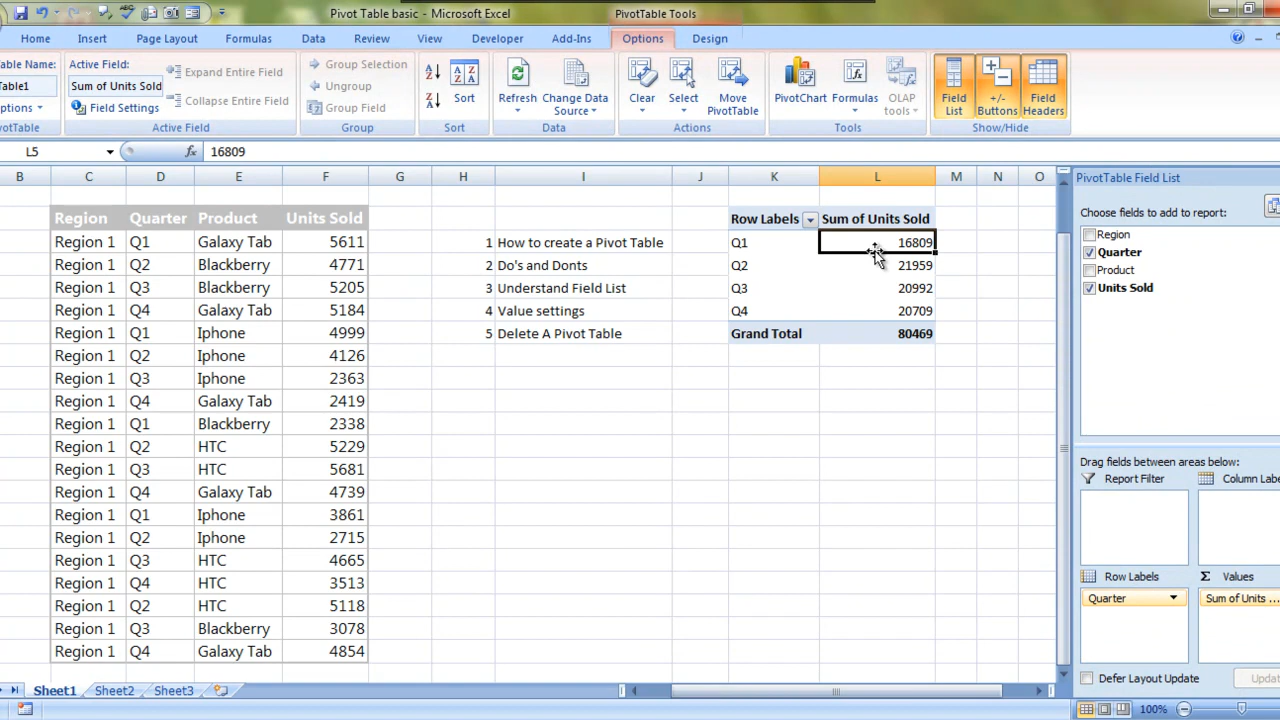 Pivot Table basic - Microsoft Excel
PivotTable Tools
Home Insert Page Layout Formulas Data Review View Developer Add-Ins Options Design
Table Name:
Table1
ptions
votTable
Active Field:
Sum of Units Sold
Field Settings
Expand Entire Field
Collapse Entire Field
Active Field
Group Selection
Ungroup
Group Field
Group
Sort
Sort
Refresh
Change Data Source
Data
Clear
Select
Move PivotTable
Actions
PivotChart
Formulas
OLAP tools
Tools
Field List
+/- Buttons
Field Headers
Show/Hide
L5 fx 16809
B C D E F G H I J K L M N O
Region Quarter Product Units Sold
Region 1 Q1 Galaxy Tab 5611
Region 1 Q2 Blackberry 4771
Region 1 Q3 Blackberry 5205
Region 1 Q4 Galaxy Tab 5184
Region 1 Q1 Iphone 4999
Region 1 Q2 Iphone 4126
Region 1 Q3 Iphone 2363
Region 1 Q4 Galaxy Tab 2419
Region 1 Q1 Blackberry 2338
Region 1 Q2 HTC 5229
Region 1 Q3 HTC 5681
Region 1 Q4 Galaxy Tab 4739
Region 1 Q1 Iphone 3861
Region 1 Q2 Iphone 2715
Region 1 Q3 HTC 4665
Region 1 Q4 HTC 3513
Region 1 Q2 HTC 5118
Region 1 Q3 Blackberry 3078
Region 1 Q4 Galaxy Tab 4854
1 How to create a Pivot Table
2 Do's and Donts
3 Understand Field List
4 Value settings
5 Delete A Pivot Table
Row Labels Sum of Units Sold
Q1 16809
Q2 21959
Q3 20992
Q4 20709
Grand Total 80469
PivotTable Field List
Choose fields to add to report:
Region
Quarter
Product
Units Sold
Drag fields between areas below:
Report Filter
Column Labe
Row Labels
Σ Values
Quarter
Sum of Units ...
Defer Layout Update
Updat
Sheet1 Sheet2 Sheet3
100%